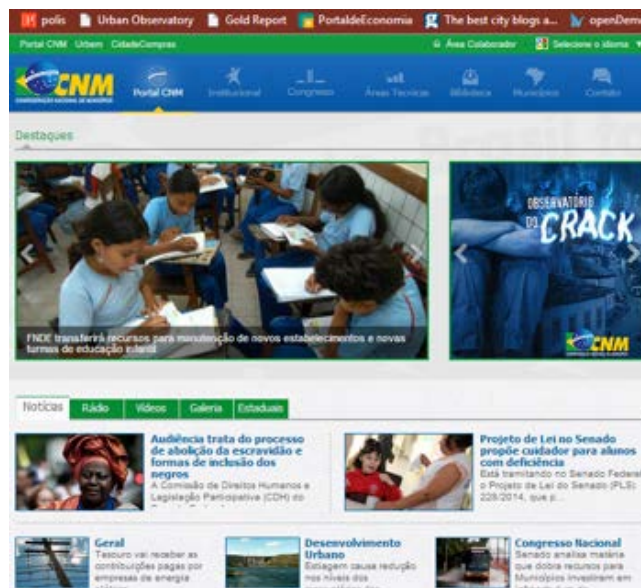 polis Urban Observatory Gold Report PortaldeEconomia The best city blogs a... openDem
Portal CNM Urbem CidadeCompras Área Colaborador Selecione o idioma
CNM
CONFEDERAÇÃO NACIONAL DE MUNICÍPIOS
Portal CNM Institucional Congresso Áreas Técnicas Biblioteca Municípios Contato
Destaques
OBSERVATÓRIO
DO CRACK
FNDE transferirá recursos para manutenção de novos estabelecimentos e novas
turmas de educação infantil
CNM
Notícias Rádio Vídeos Galeria Estaduais
Audiência trata do processo
de abolição da escravidão e
formas de inclusão dos
negros
A Comissão de Direitos Humanos e
Legislação Participativa (CDH) do
Projeto de Lei no Senado
propõe cuidador para alunos
com deficiência
Está tramitando no Senado Federal
o Projeto de Lei do Senado (PLS)
228/2014, que p...
Geral
Tesouro vai receber as
contribuições pagas por
empresas de energia
Desenvolvimento
Urbano
Estiagem causa redução
nos níveis dos
Congresso Nacional
Senado analisa matéria
que dobra recursos para
Municípios investirem em